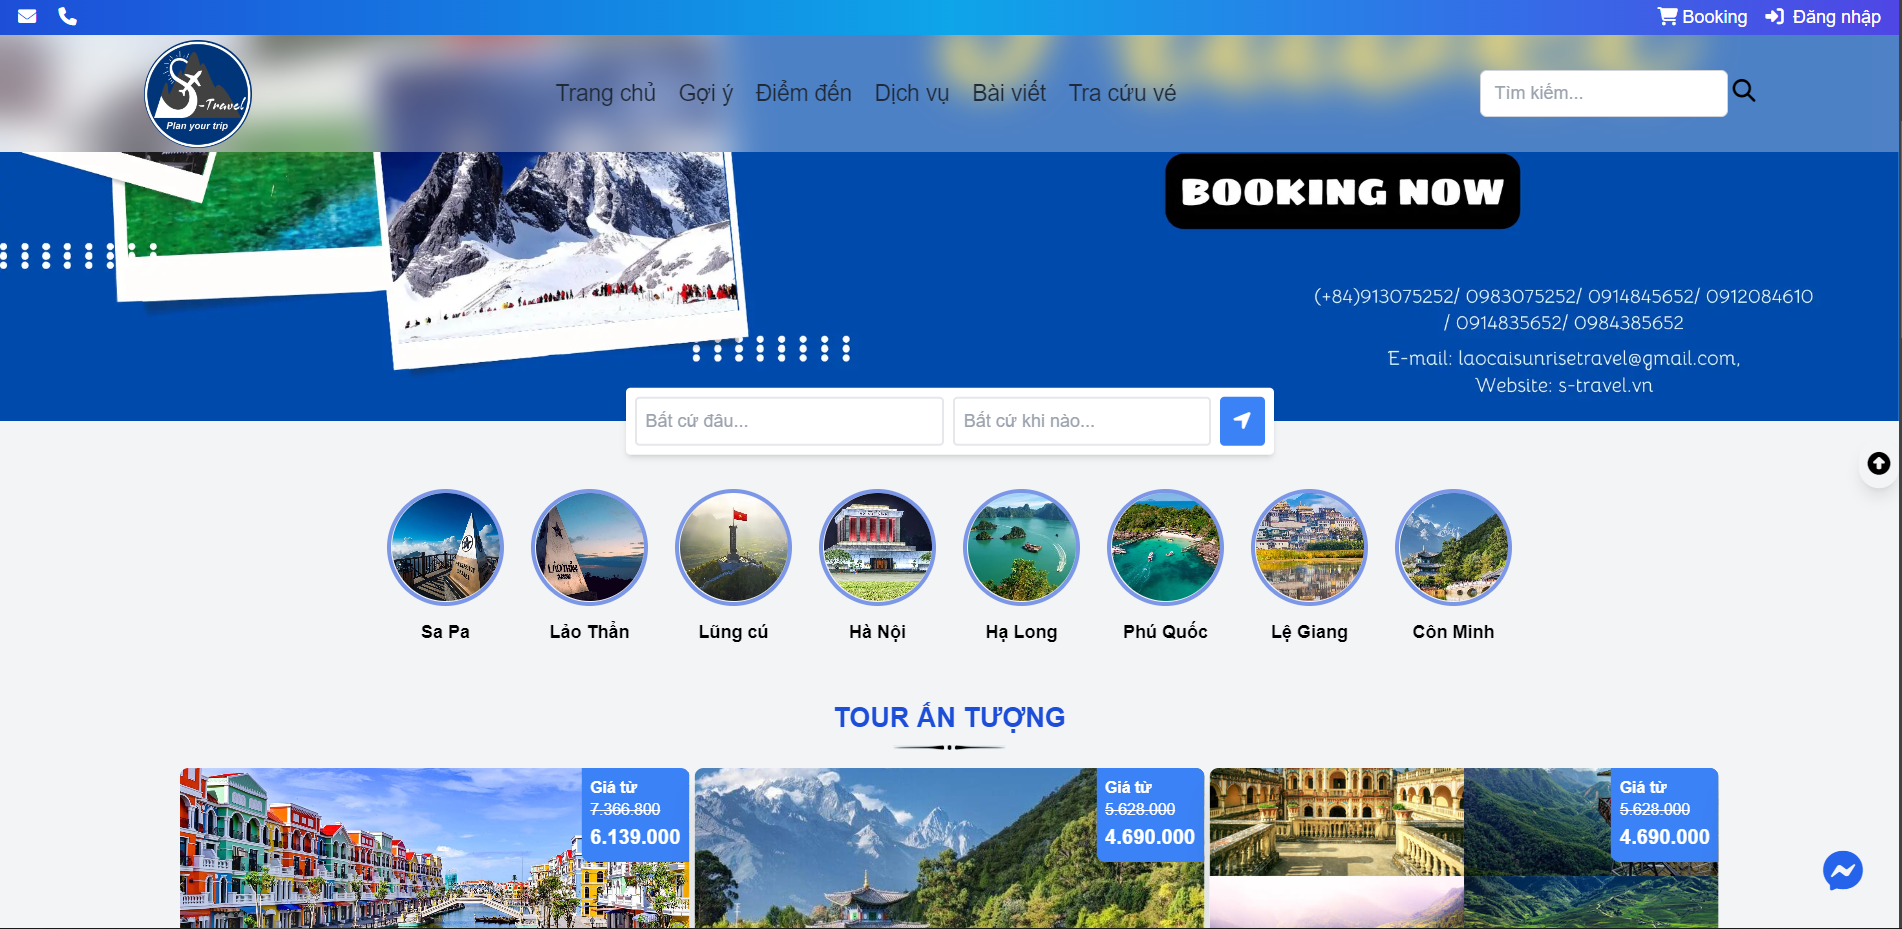 Booking
Đăng nhập
S-Travel
Plan your trip
Trang chủ
Gợi ý
Điểm đến
Dịch vụ
Bài viết
Tra cứu vé
Tìm kiếm...
BOOKING NOW
(+84)913075252/ 0983075252/ 0914845652/ 0912084610
/ 0914835652/ 0984385652
E-mail: laocaisunrisetravel@gmail.com,
Website: s-travel.vn
Bất cứ đâu...
Bất cứ khi nào...
LẢO THẨN
Sa Pa
Lảo Thẩn
Lũng cú
Hà Nội
Hạ Long
Phú Quốc
Lệ Giang
Côn Minh
TOUR ẤN TƯỢNG
Giá từ
7.366.800
6.139.000
Giá từ
5.628.000
4.690.000
Giá từ
5.628.000
4.690.000